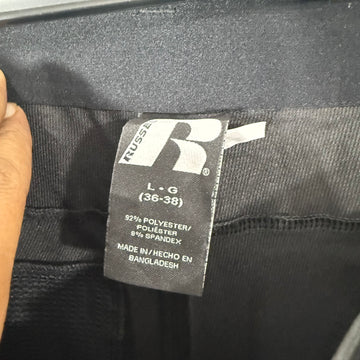 RUSSELL
R
®
L - G
(36-38)
92% POLYESTER/
POLIÉSTER
8% SPANDEX
MADE IN/HECHO EN
BANGLADESH